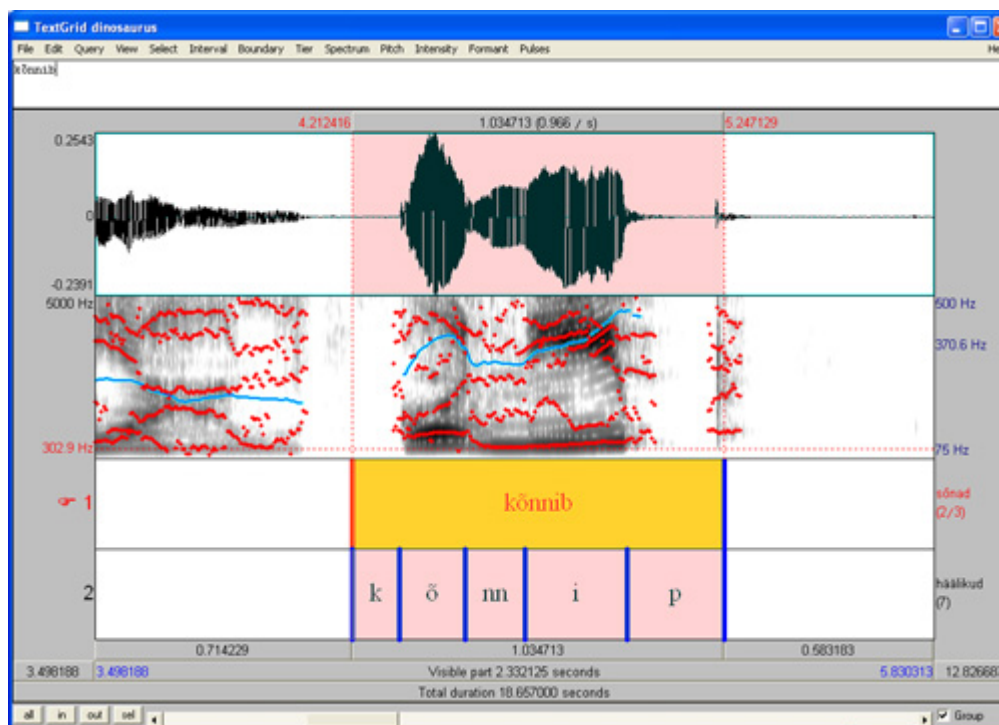 TextGrid dinosaurus
File Edit Query View Select Interval Boundary Tier Spectrum Pitch Intensity Formant Pulses He
kõnnib
4.212416 1.034713 (0.966 / s) 5.247129
0.2543
0
-0.2391
5000 Hz 500 Hz
370.6 Hz
302.9 Hz 75 Hz
1 kõnnib sõnad
(2/3)
2 k õ nn i p häälikud
(7)
0.714229 1.034713 0.583183
3.498188 3.498188 Visible part 2.332125 seconds 5.830313 12.826687
Total duration 18.657000 seconds
all in out sel Group